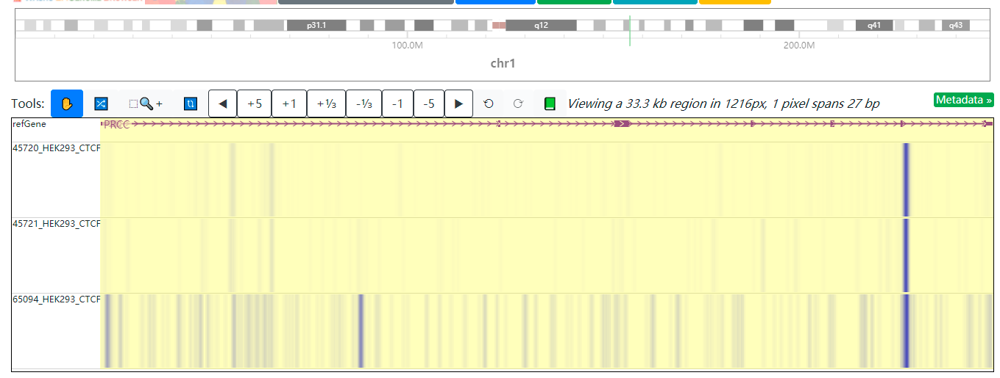 p31.1 q12 q41 q43
100.0M 200.0M
chr1
Tools: + +5 +1 +⅓ -⅓ -1 -5 Viewing a 33.3 kb region in 1216px, 1 pixel spans 27 bp Metadata »
refGene PRCC
45720_HEK293_CTCF
45721_HEK293_CTCF
65094_HEK293_CTCF